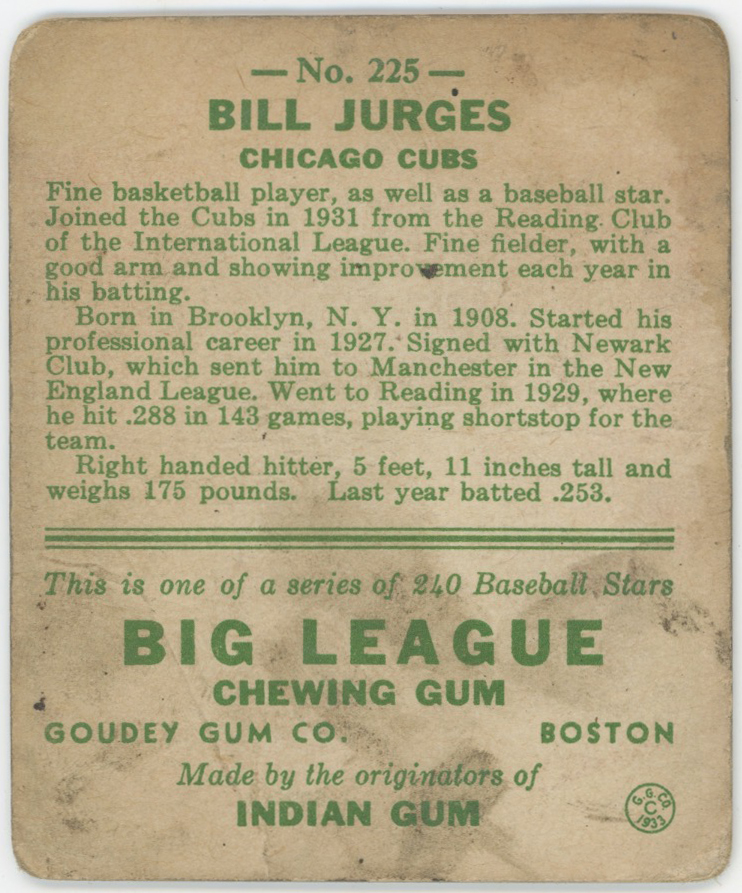 — No. 225 —
BILL JURGES
CHICAGO CUBS
Fine basketball player, as well as a baseball star.
Joined the Cubs in 1931 from the Reading Club
of the International League. Fine fielder, with a
good arm and showing improvement each year in
his batting.
Born in Brooklyn, N. Y. in 1908. Started his
professional career in 1927. Signed with Newark
Club, which sent him to Manchester in the New
England League. Went to Reading in 1929, where
he hit .288 in 143 games, playing shortstop for the
team.
Right handed hitter, 5 feet, 11 inches tall and
weighs 175 pounds. Last year batted .253.
This is one of a series of 240 Baseball Stars
BIG LEAGUE
CHEWING GUM
GOUDEY GUM CO. BOSTON
Made by the originators of
INDIAN GUM
G.G.CO.
C
1933